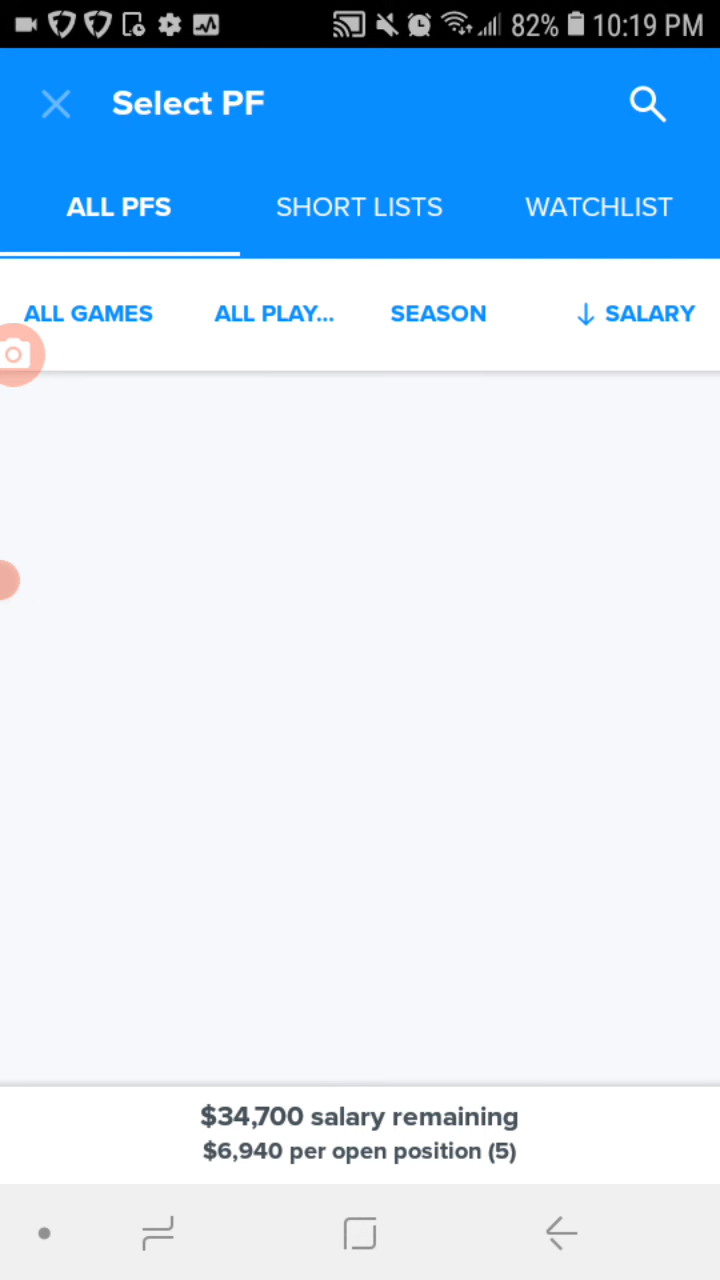 82% 10:19 PM
Select PF
ALL PFS SHORT LISTS WATCHLIST
ALL GAMES ALL PLAY... SEASON SALARY
$34,700 salary remaining
$6,940 per open position (5)